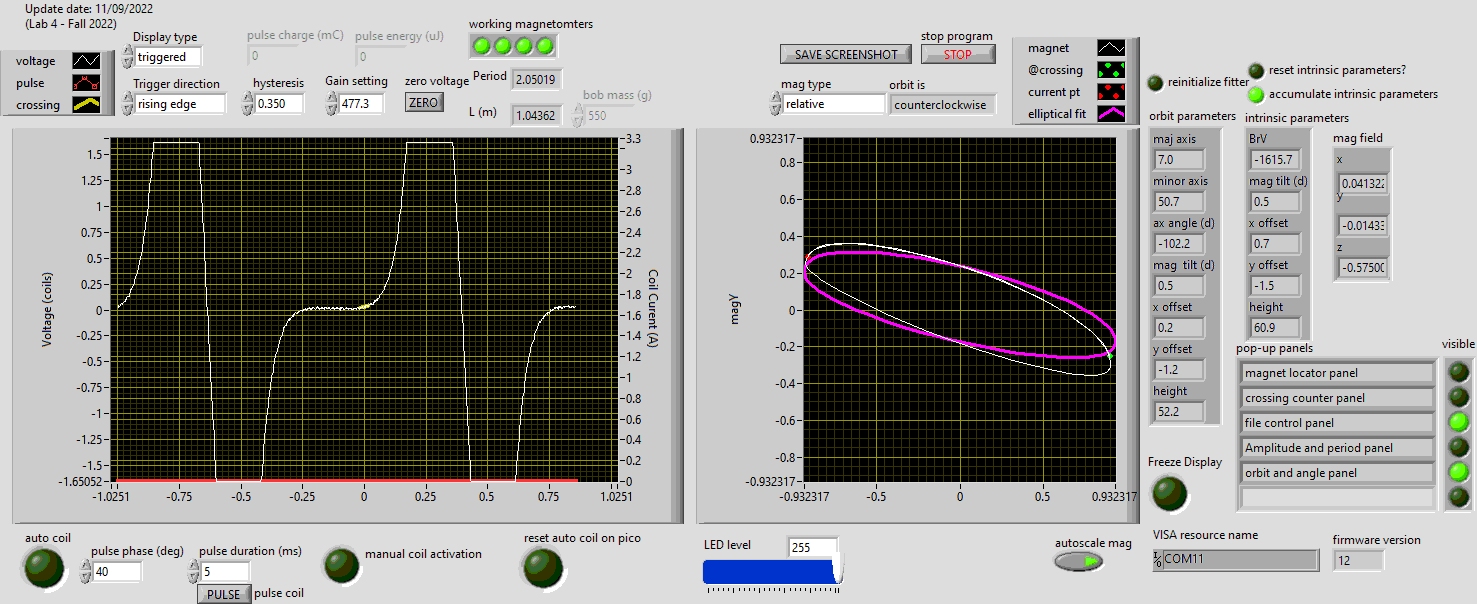 Update date: 11/09/2022
(Lab 4 - Fall 2022)
voltage
pulse
crossing
Display type
triggered
Trigger direction
rising edge
pulse charge (mC)
0
pulse energy (uJ)
0
hysteresis
0.350
Gain setting
477.3
zero voltage
ZERO
working magnetomters
Period
2.05019
L (m)
1.04362
bob mass (g)
550
SAVE SCREENSHOT
stop program
STOP
mag type
relative
orbit is
counterclockwise
magnet
@crossing
current pt
elliptical fit
reinitialize fitter
reset intrinsic parameters?
accumulate intrinsic parameters
Voltage (coils)
1.5
1.25
1
0.75
0.5
0.25
0
-0.25
-0.5
-0.75
-1
-1.25
-1.5
-1.65052
-1.0251
-0.75
-0.5
-0.25
0
0.25
0.5
0.75
1.0251
3.3
3
2.8
2.6
2.4
2.2
2
1.8
1.6
1.4
1.2
1
0.8
0.6
0.4
0.2
0
Coil Curent (A)
magy
0.932317
0.8
0.6
0.4
0.2
0
-0.2
-0.4
-0.6
-0.8
-0.932317
-0.932317
-0.5
0
0.5
0.932317
orbit parameters
maj axis
7.0
minor axis
50.7
ax angle (d)
-102.2
mag tilt (d)
0.5
x offset
0.2
y offset
-1.2
height
52.2
intrinsic parameters
BrV
-1615.7
mag tilt (d)
0.5
x offset
0.7
y offset
-1.5
height
60.9
mag field
x
0.041322
y
-0.01433
z
-0.57500
pop-up panels
visible
magnet locator panel
crossing counter panel
file control panel
Amplitude and period panel
orbit and angle panel
Freeze Display
auto coil
pulse phase (deg)
40
pulse duration (ms)
5
PULSE
pulse coil
manual coil activation
reset auto coil on pico
LED level
255
autoscale mag
VISA resource name
COM11
firmware version
12